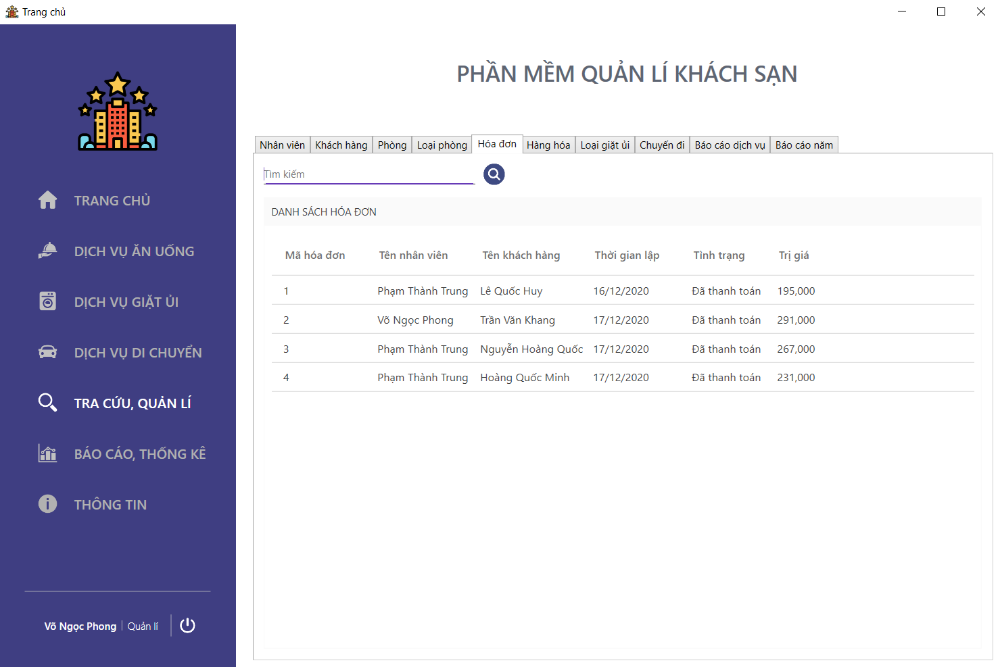 Trang chủ
PHẦN MỀM QUẢN LÍ KHÁCH SẠN
TRANG CHỦ
DỊCH VỤ ĂN UỐNG
DỊCH VỤ GIẶT ỦI
DỊCH VỤ DI CHUYỂN
TRA CỨU, QUẢN LÍ
BÁO CÁO, THỐNG KÊ
THÔNG TIN
Võ Ngọc Phong | Quản lí
Nhân viên Khách hàng Phòng Loại phòng Hóa đơn Hàng hóa Loại giặt ủi Chuyến đi Báo cáo dịch vụ Báo cáo năm
Tìm kiếm
DANH SÁCH HÓA ĐƠN
Mã hóa đơn Tên nhân viên Tên khách hàng Thời gian lập Tình trạng Trị giá
1 Phạm Thành Trung Lê Quốc Huy 16/12/2020 Đã thanh toán 195,000
2 Võ Ngọc Phong Trần Văn Khang 17/12/2020 Đã thanh toán 291,000
3 Phạm Thành Trung Nguyễn Hoàng Quốc 17/12/2020 Đã thanh toán 267,000
4 Phạm Thành Trung Hoàng Quốc Minh 17/12/2020 Đã thanh toán 231,000